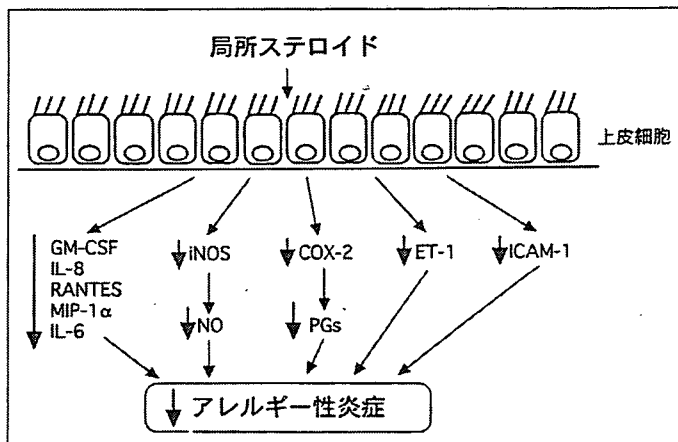 局所ステロイド
上皮細胞
GM-CSF
IL-8
RANTES
MIP-1α
IL-6
iNOS
COX-2
ET-1
ICAM-1
NO
PGs
アレルギー性炎症